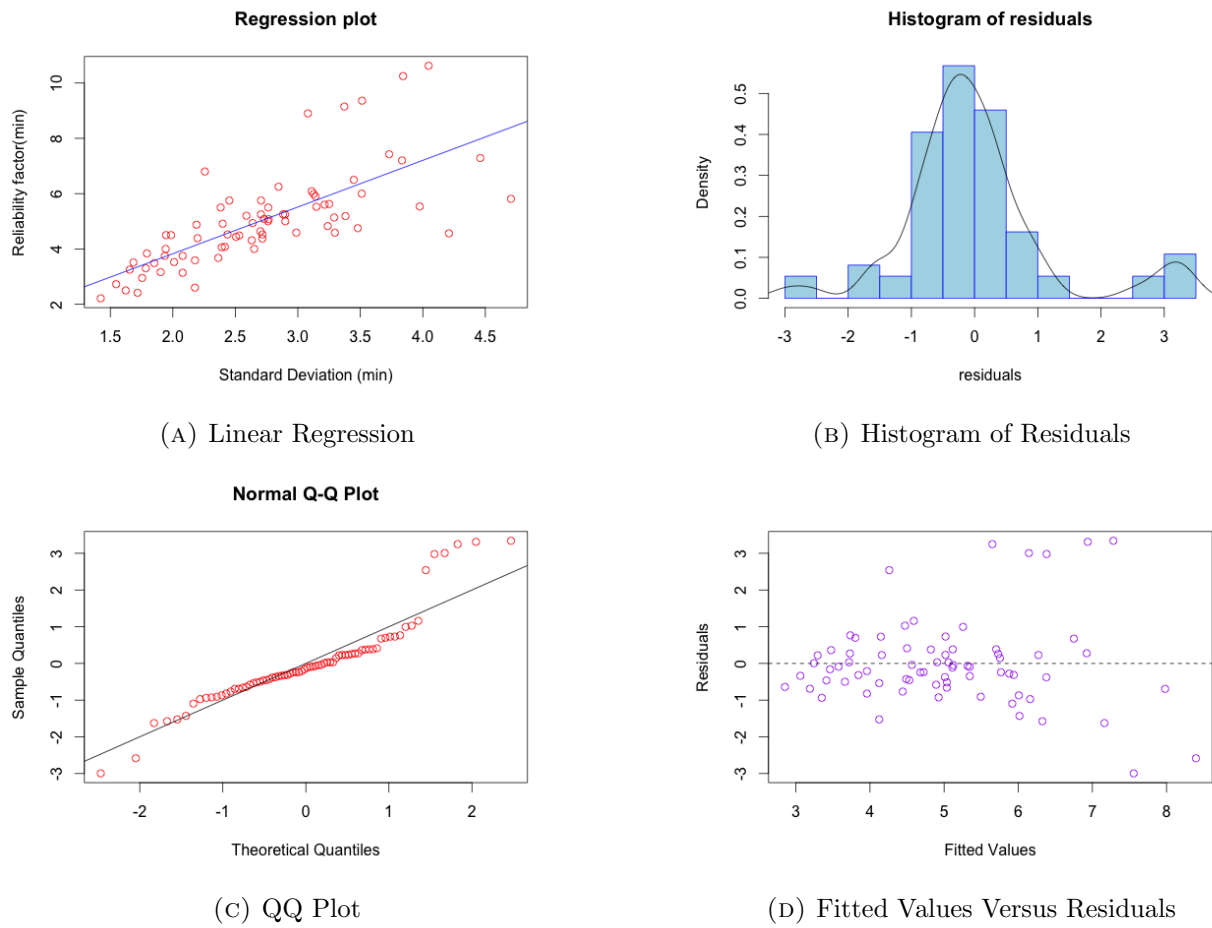 Regression plot
Reliability factor(min)
10
8
6
4
2
1.5 2.0 2.5 3.0 3.5 4.0 4.5
Standard Deviation (min)
(A) Linear Regression
Histogram of residuals
Density
0.5
0.4
0.3
0.2
0.1
0.0
-3 -2 -1 0 1 2 3
residuals
(B) Histogram of Residuals
Normal Q-Q Plot
Sample Quantiles
3
2
1
0
-1
-2
-3
-2 -1 0 1 2
Theoretical Quantiles
(C) QQ Plot
Residuals
3
2
1
0
-1
-2
-3
3 4 5 6 7 8
Fitted Values
(D) Fitted Values Versus Residuals